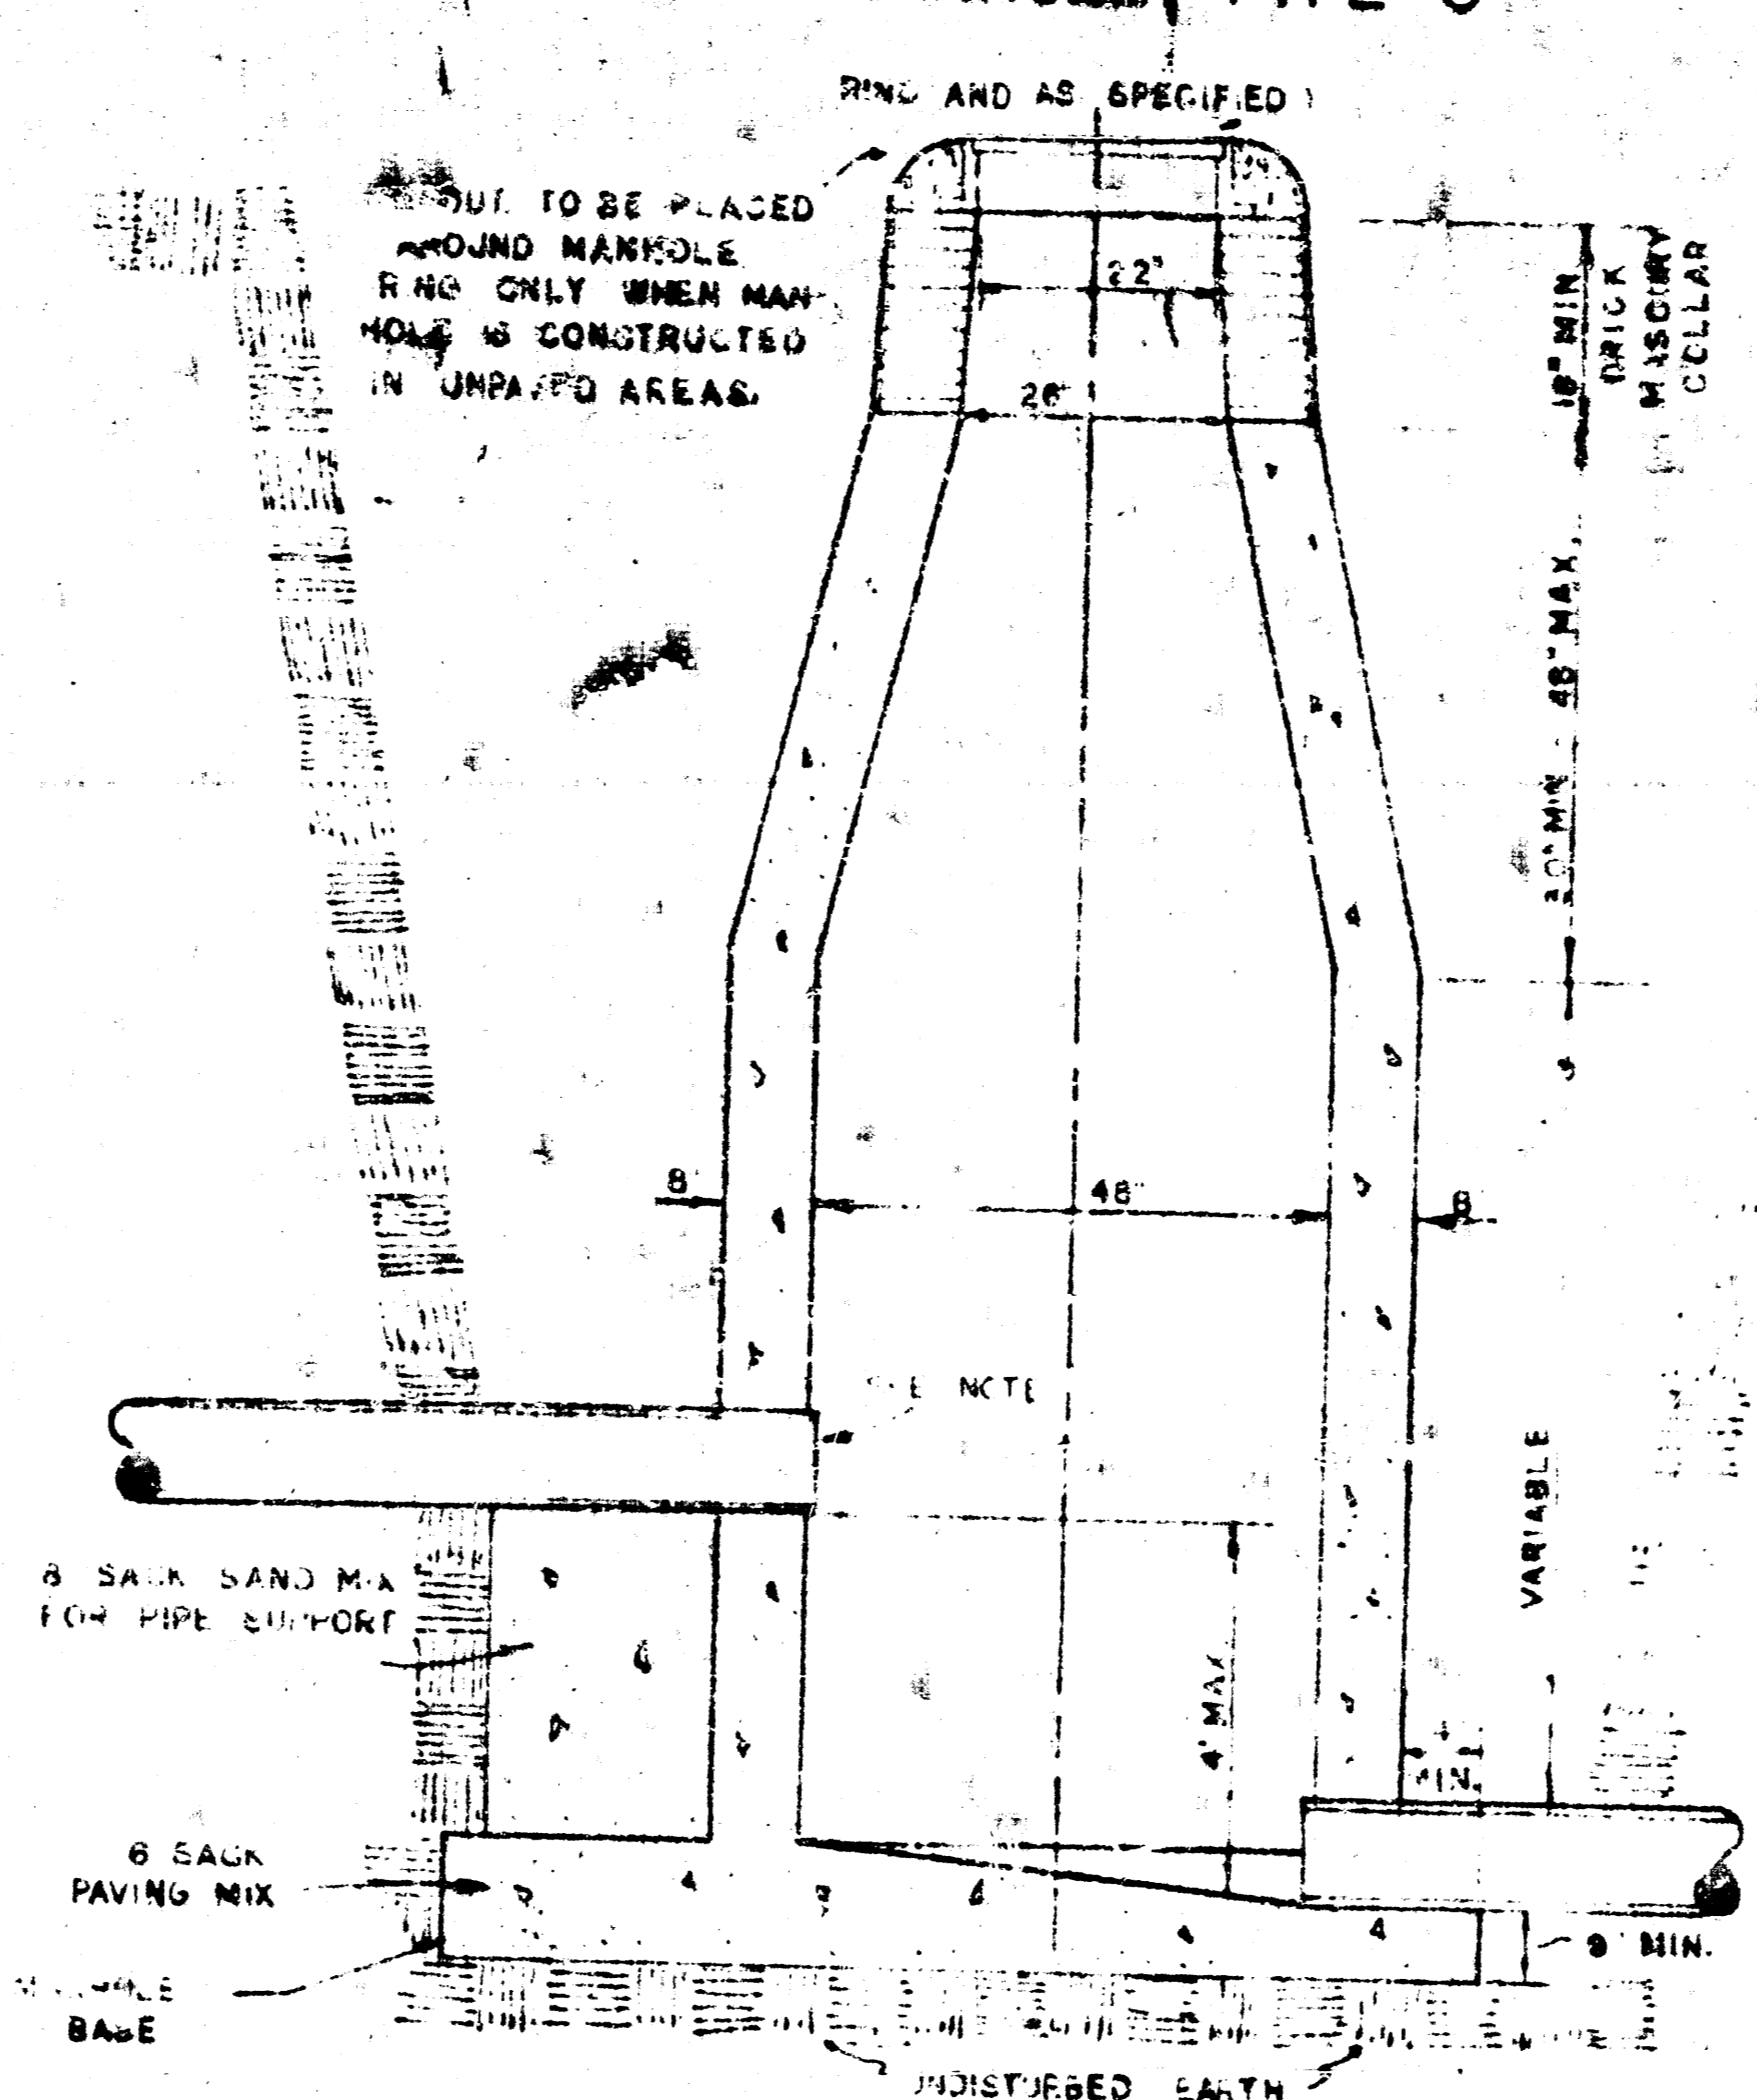 RING AND AS SPECIFIED
TO BE PLACED
AROUND MANHOLE
RING ONLY WHEN MAN-
HOLE IS CONSTRUCTED
IN AREAS.
22"
26"
18" MIN
BRICK
MASONRY
COLLAR
MIN. 48" MAX.
8"
48"
8"
SEE NOTE
VARIABLE
8 SACK SAND MIX
FOR PIPE SUPPORT
4' MAX.
MIN.
6 SACK
PAVING MIX
9" MIN.
BASE
UNDISTURBED EARTH